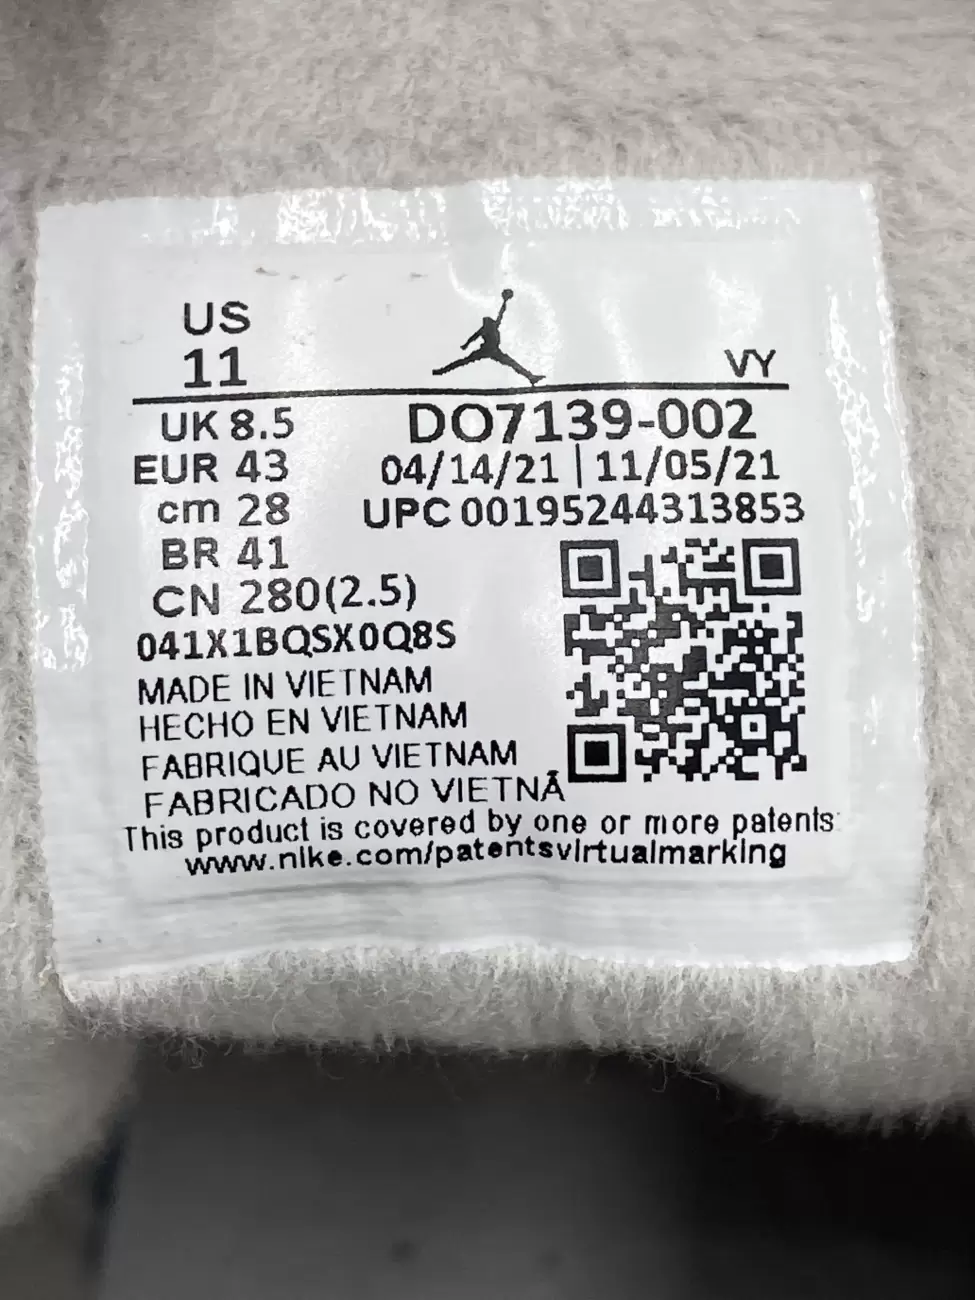 US
11
VY
UK 8.5
DO7139-002
EUR 43
04/14/21 | 11/05/21
cm 28
UPC 00195244313853
BR 41
CN 280(2.5)
041X1BQSX0Q8S
MADE IN VIETNAM
HECHO EN VIETNAM
FABRIQUE AU VIETNAM
FABRICADO NO VIETNÃ
This product is covered by one or more patents:
www.nike.com/patentsvirtualmarking